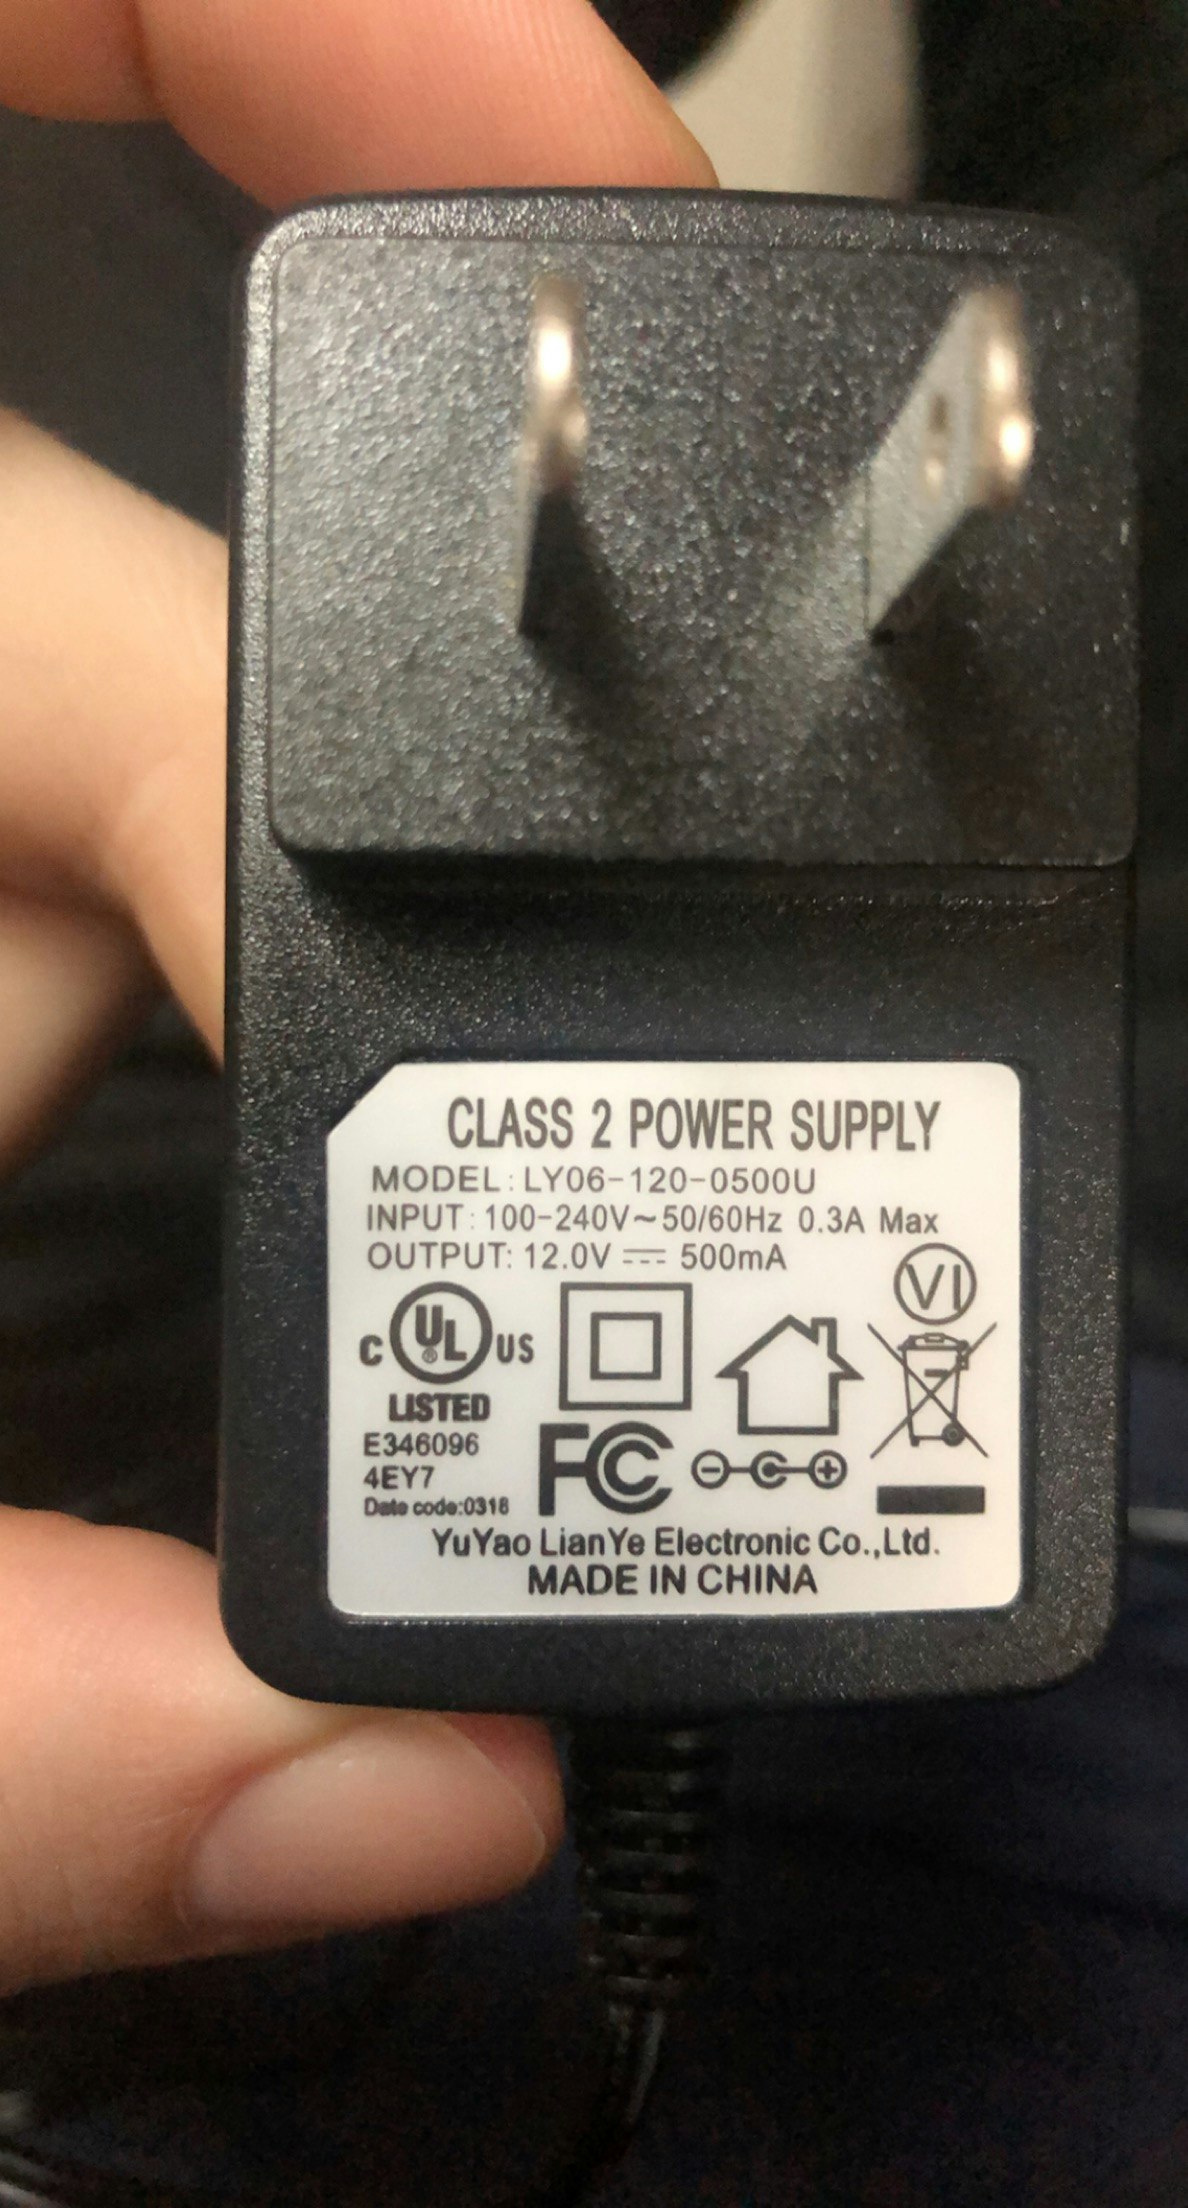 CLASS 2 POWER SUPPLY
MODEL: LY06-120-0500U
INPUT: 100-240V~50/60Hz 0.3A Max
OUTPUT: 12.0V ⎓ 500mA
VI
C UL® US
LISTED
E346096
4EY7
FC
Date code:0318
YuYao LianYe Electronic Co.,Ltd.
MADE IN CHINA